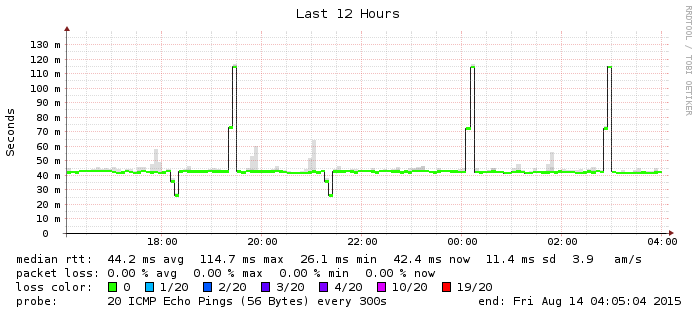 Last 12 Hours
RRDTOOL / TOBI OETIKER
Seconds
130 m
120 m
110 m
100 m
90 m
80 m
70 m
60 m
50 m
40 m
30 m
20 m
10 m
0
18:00 20:00 22:00 00:00 02:00 04:00
median rtt: 44.2 ms avg 114.7 ms max 26.1 ms min 42.4 ms now 11.4 ms sd 3.9 am/s
packet loss: 0.00 % avg 0.00 % max 0.00 % min 0.00 % now
loss color: 0 1/20 2/20 3/20 4/20 10/20 19/20
probe: 20 ICMP Echo Pings (56 Bytes) every 300s end: Fri Aug 14 04:05:04 2015